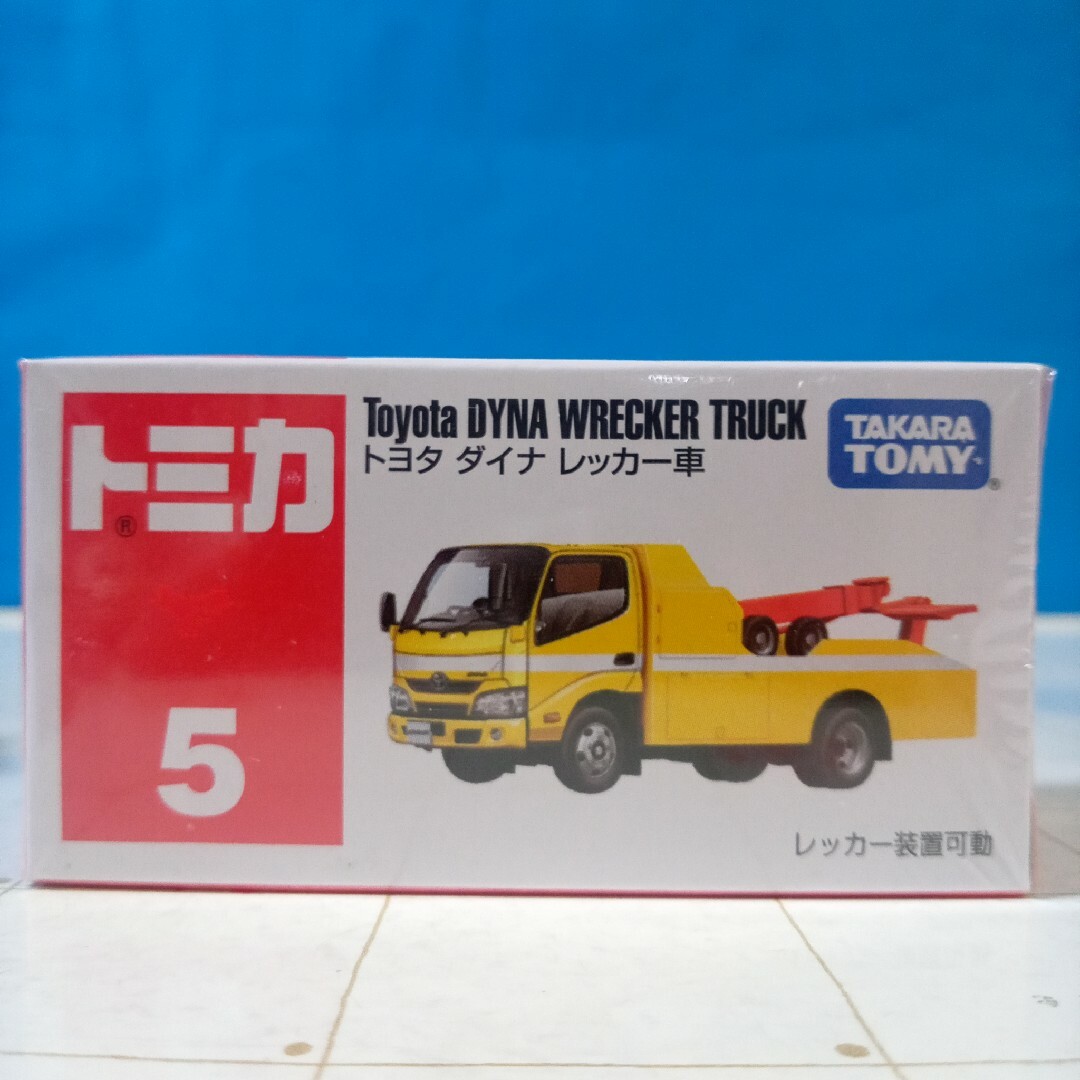 トミカ®
5
Toyota DYNA WRECKER TRUCK
トヨタ ダイナ レッカー車
TAKARA
TOMY
®
レッカー装置可動